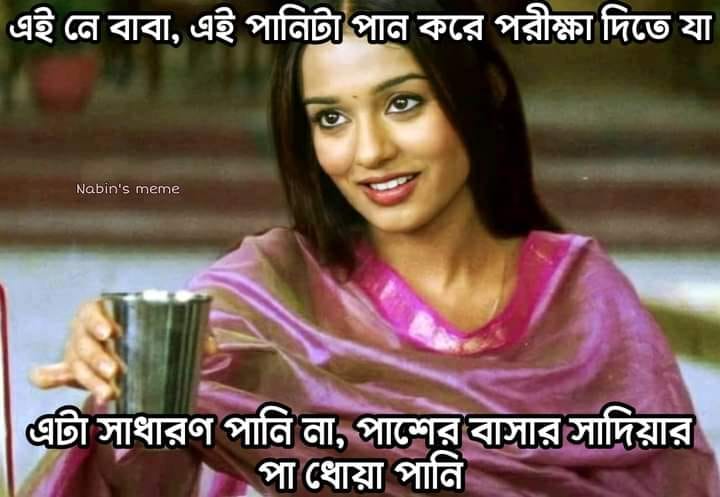 এই নে বাবা, এই পানিটা পান করে পরীক্ষা দিতে যা
Nabin's meme
এটা সাধারণ পানি না, পাশের বাসার সাদিয়ার
পা ধোয়া পানি